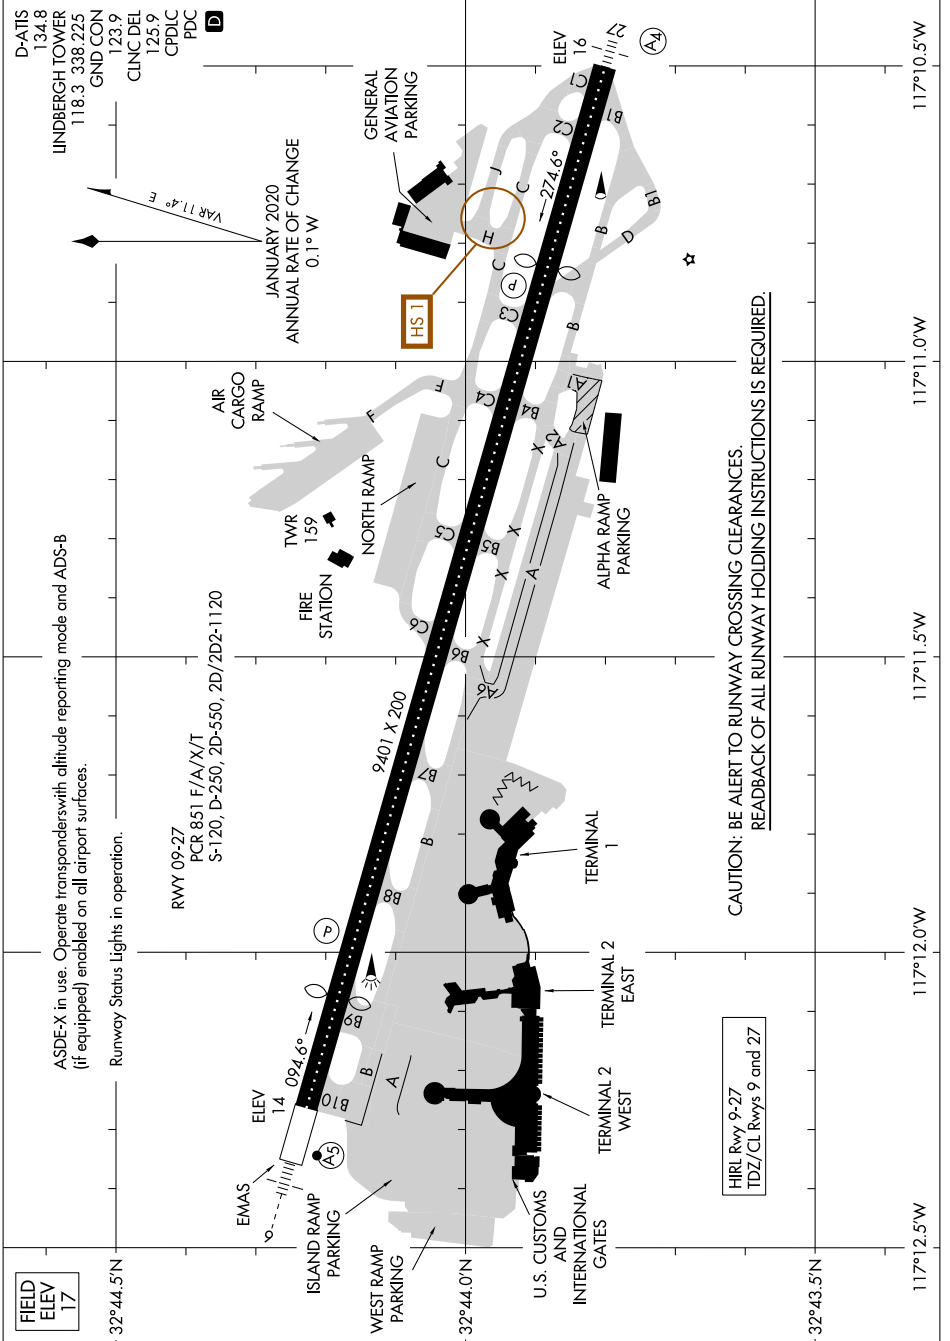 D-ATIS
134.8
LINDBERGH TOWER
118.3 338.225
GND CON
123.9
CLNC DEL
125.9
CPDLC
PDC
D
ASDE-X in use. Operate transponderswith altitude reporting mode and ADS-B
(if equipped) enabled on all airport surfaces.
Runway Status Lights in operation.
FIELD
ELEV
17
RWY 09-27
PCR 851 F/A/X/T
S-120, D-250, 2D-550, 2D/2D2-1120
VAR 11.4° E
JANUARY 2020
ANNUAL RATE OF CHANGE
0.1° W
AIR
CARGO
RAMP
GENERAL
AVIATION
PARKING
TWR
159
FIRE
STATION
NORTH RAMP
HS 1
EMAS
ELEV
14
094.6°
9401 X 200
274.6°
ELEV
16
27
A4
A5
P
P
F
F
C
C
C
H
J
C1
C2
C3
C4
C5
C6
B1
B1
B
B
D
B4
B5
B6
B7
B
B8
B9
B10
B
A
A
A1
A2
A6
X
X
X
X
ISLAND RAMP
PARKING
WEST RAMP
PARKING
U.S. CUSTOMS
AND
INTERNATIONAL
GATES
TERMINAL 2
WEST
TERMINAL 2
EAST
TERMINAL
1
ALPHA RAMP
PARKING
HIRL Rwy 9-27
TDZ/CL Rwys 9 and 27
CAUTION: BE ALERT TO RUNWAY CROSSING CLEARANCES.
READBACK OF ALL RUNWAY HOLDING INSTRUCTIONS IS REQUIRED.
32°44.5'N
32°44.0'N
32°43.5'N
117°12.5'W
117°12.0'W
117°11.5'W
117°11.0'W
117°10.5'W